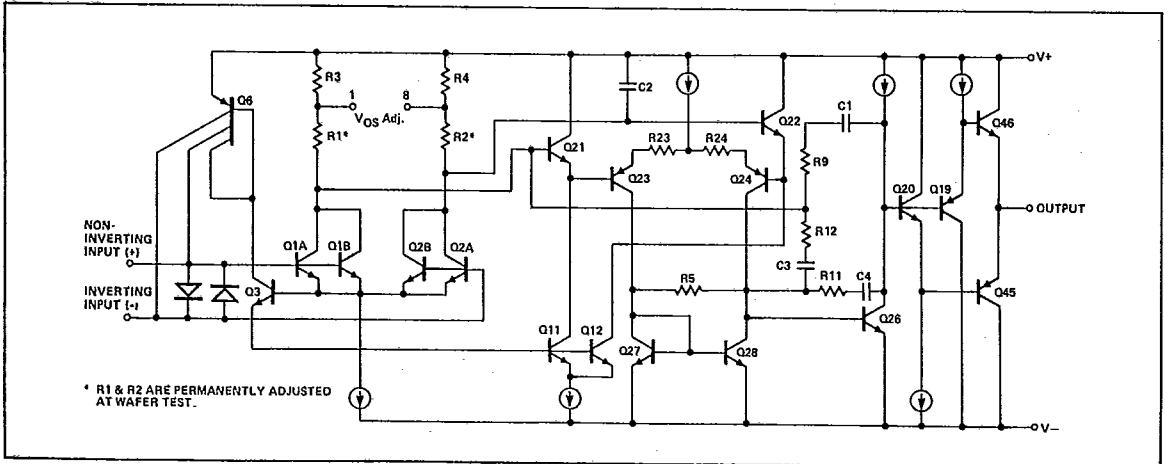 V+
R3
R4
1
8
VOS Adj.
R1*
R2*
Q6
C2
Q22
C1
Q46
Q21
R23
R24
R9
Q23
Q24
Q20
Q19
OUTPUT
NON-
INVERTING
INPUT (+)
Q1A
Q1B
Q2B
Q2A
R12
C3
R11
C4
INVERTING
INPUT (-)
Q3
R5
Q26
Q45
Q11
Q12
Q27
Q28
* R1 & R2 ARE PERMANENTLY ADJUSTED
AT WAFER TEST.
V–